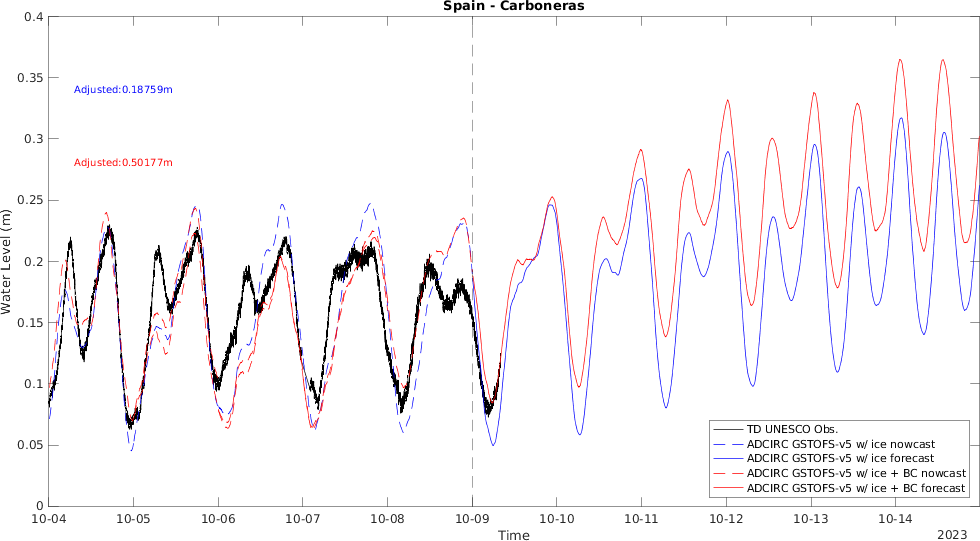 Spain - Carboneras
0.4
0.35
0.3
0.25
0.2
0.15
0.1
0.05
0
Water Level (m)
Adjusted:0.18759m
Adjusted:0.50177m
TD UNESCO Obs.
ADCIRC GSTOFS-v5 w/ ice nowcast
ADCIRC GSTOFS-v5 w/ ice forecast
ADCIRC GSTOFS-v5 w/ ice + BC nowcast
ADCIRC GSTOFS-v5 w/ ice + BC forecast
10-04 10-05 10-06 10-07 10-08 10-09 10-10 10-11 10-12 10-13 10-14
Time
2023